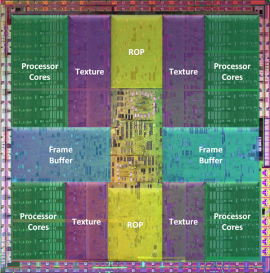 ROP
Processor
Cores
Texture
Texture
Processor
Cores
Frame
Buffer
Frame
Buffer
Processor
Cores
Texture
ROP
Texture
Processor
Cores